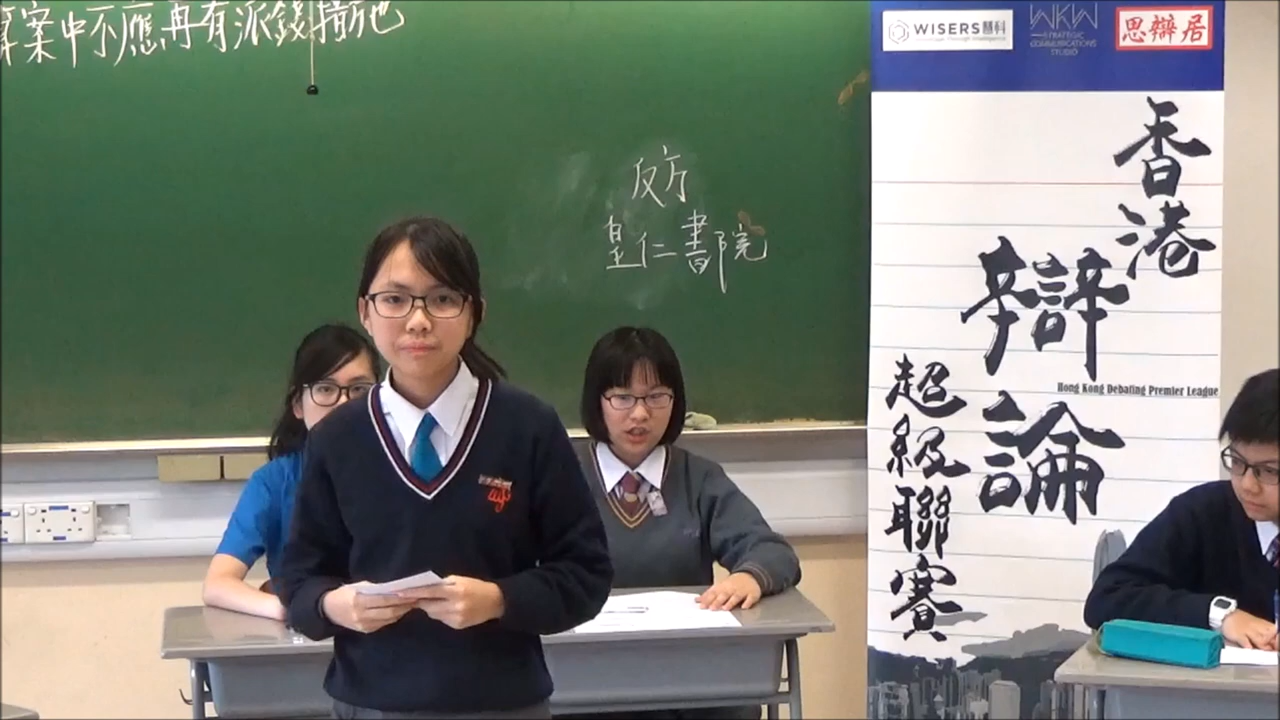 算案中不應再有派錢措施
反方
皇仁書院
WISERS慧科
WKW
STRATEGIC
COMMUNICATIONS
STUDIO
思辯居
香港
辯論
Hong Kong Debating Premier League
超級聯賽